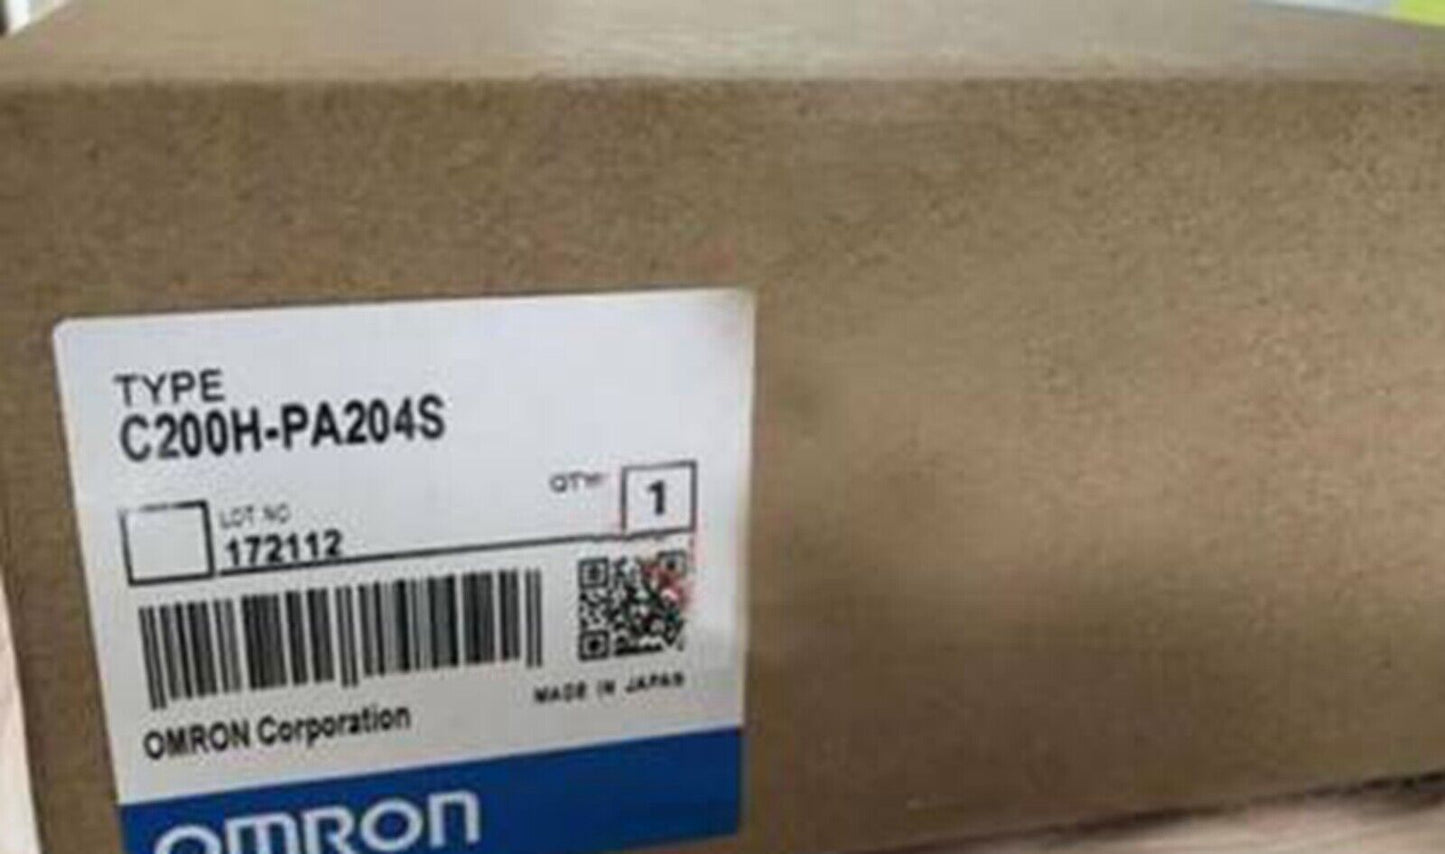 TYPE
C200H-PA204S
QTY
1
LOT NO
172112
MADE IN JAPAN
OMRON Corporation
OMRON